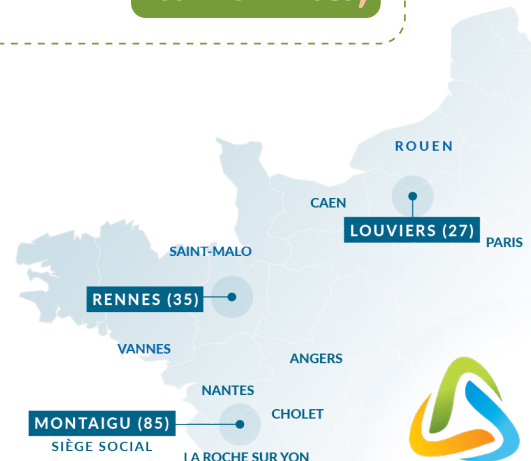 ROUEN
CAEN
LOUVIERS (27)
PARIS
SAINT-MALO
RENNES (35)
VANNES
ANGERS
NANTES
CHOLET
MONTAIGU (85)
SIÈGE SOCIAL
LA ROCHE SUR YON